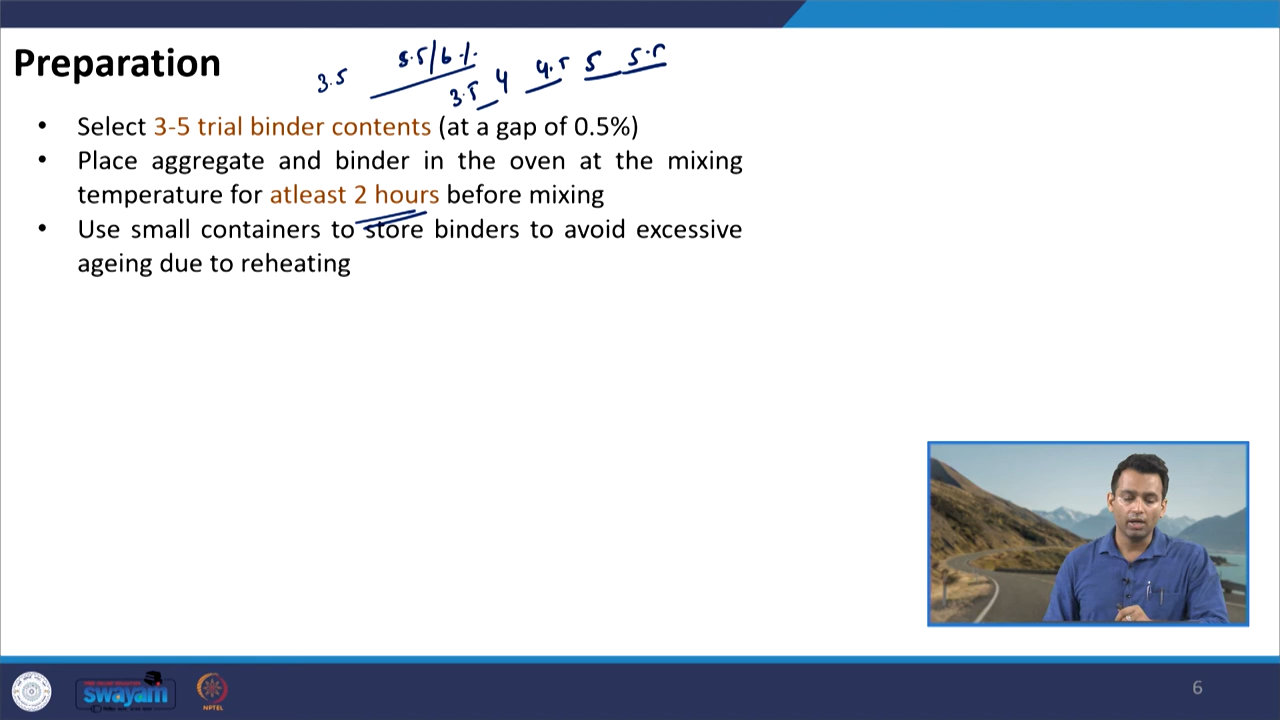 Preparation
3.5 5.5/6 %
3.5 4 4.5 5 5.5
• Select 3-5 trial binder contents (at a gap of 0.5%)
• Place aggregate and binder in the oven at the mixing
temperature for atleast 2 hours before mixing
• Use small containers to store binders to avoid excessive
ageing due to reheating
swayam
NPTEL
6